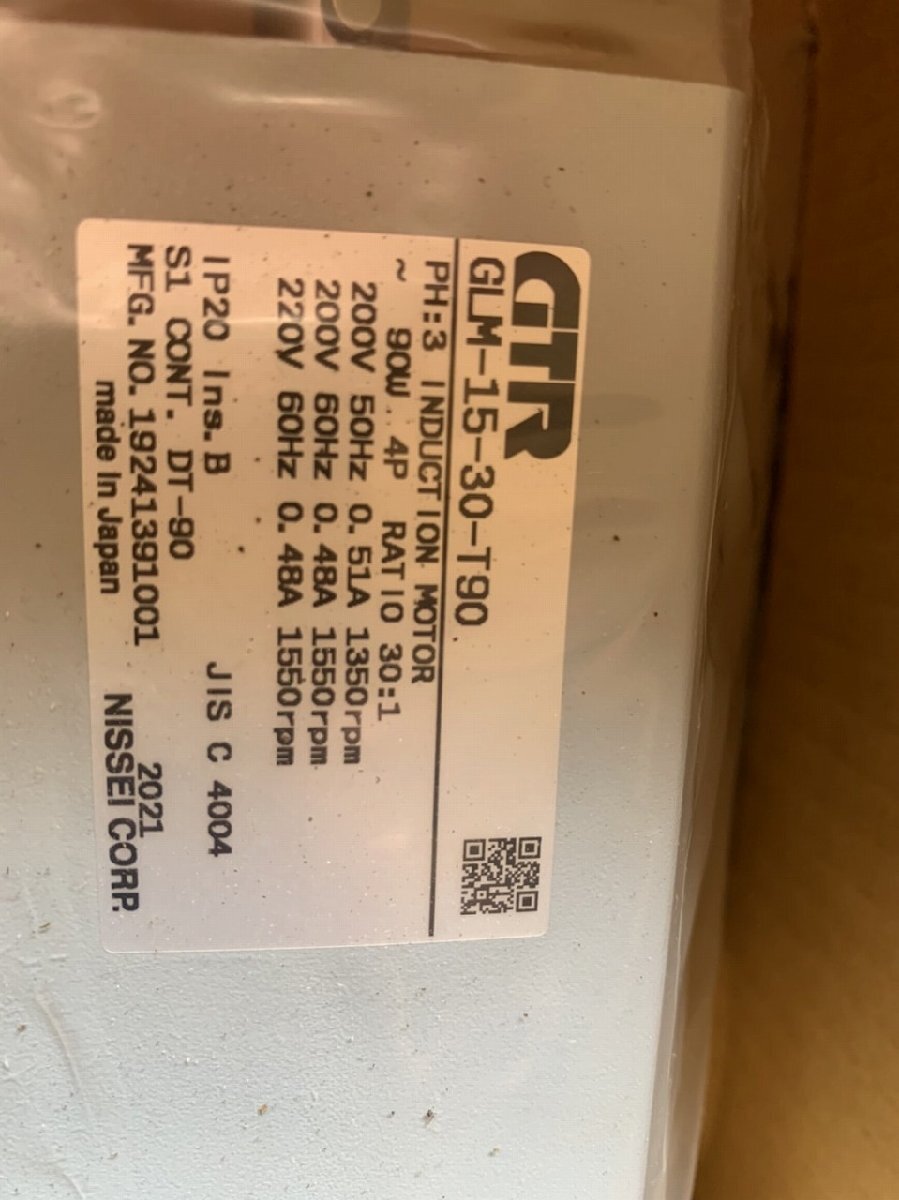 GTR
GLM-15-30-T90
PH:3 INDUCTION MOTOR
~ 90W 4P RATIO 30:1
200V 50Hz 0.51A 1350rpm
200V 60Hz 0.48A 1550rpm
220V 60Hz 0.48A 1550rpm
IP20 Ins.B JIS C 4004
S1 CONT. DT-90
MFG. NO. 19241391001 2021
made In Japan NISSEI CORP.